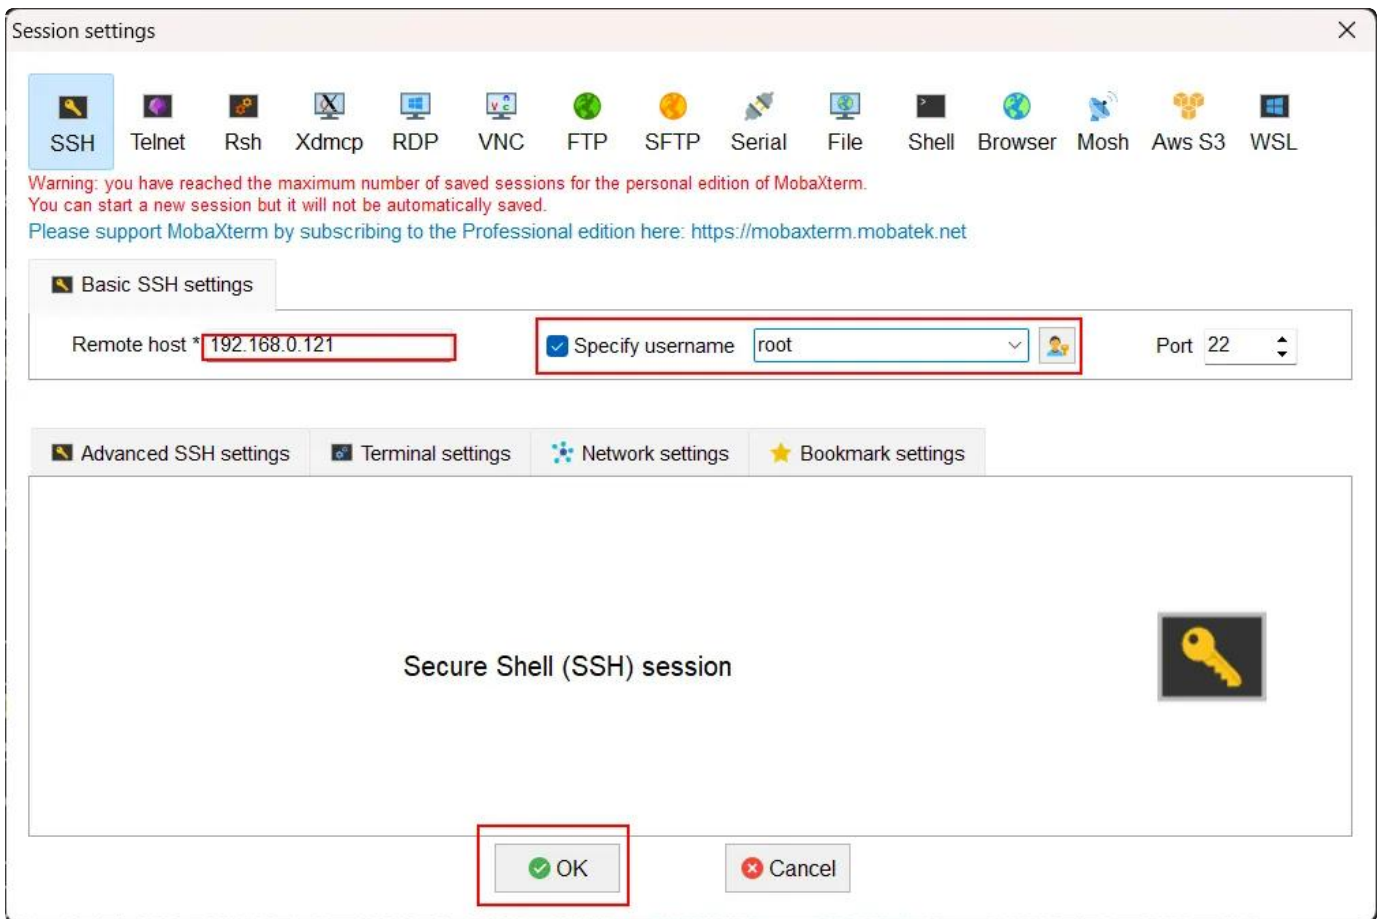 Session settings
SSH Telnet Rsh Xdmcp RDP VNC FTP SFTP Serial File Shell Browser Mosh Aws S3 WSL
Warning: you have reached the maximum number of saved sessions for the personal edition of MobaXterm.
You can start a new session but it will not be automatically saved.
Please support MobaXterm by subscribing to the Professional edition here: https://mobaxterm.mobatek.net
Basic SSH settings
Remote host * 192.168.0.121 Specify username root Port 22
Advanced SSH settings Terminal settings Network settings Bookmark settings
Secure Shell (SSH) session
OK Cancel